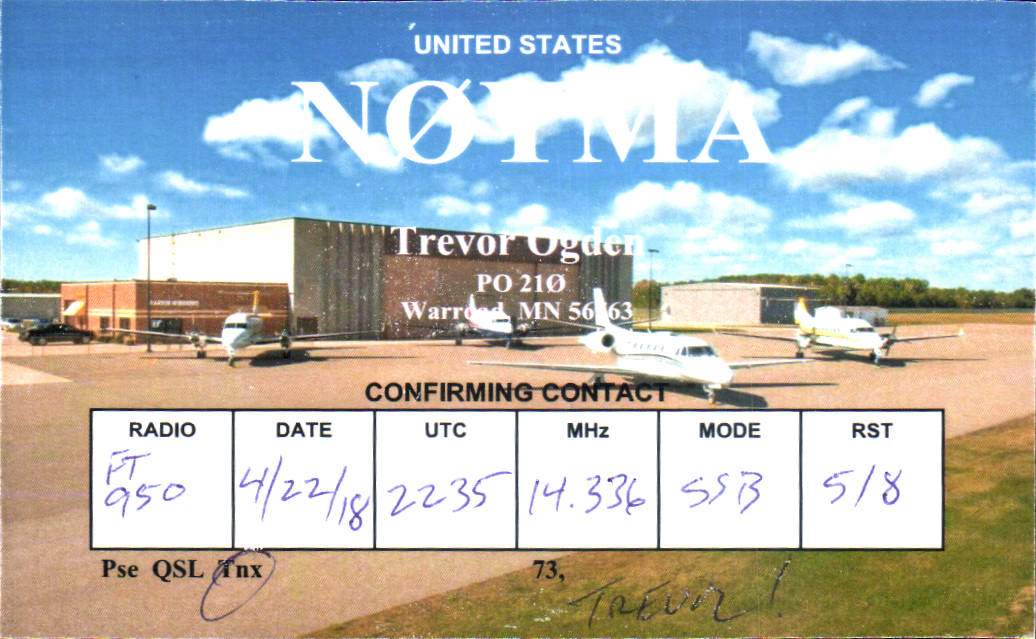 UNITED STATES
NØYMA
Trevor Ogden
PO 21Ø
Warroad, MN 56763
CONFIRMING CONTACT
RADIO DATE UTC MHz MODE RST
FT 950 4/22/18 2235 14.336 SSB 5/8
Pse QSL Tnx 73,
TREVOR!